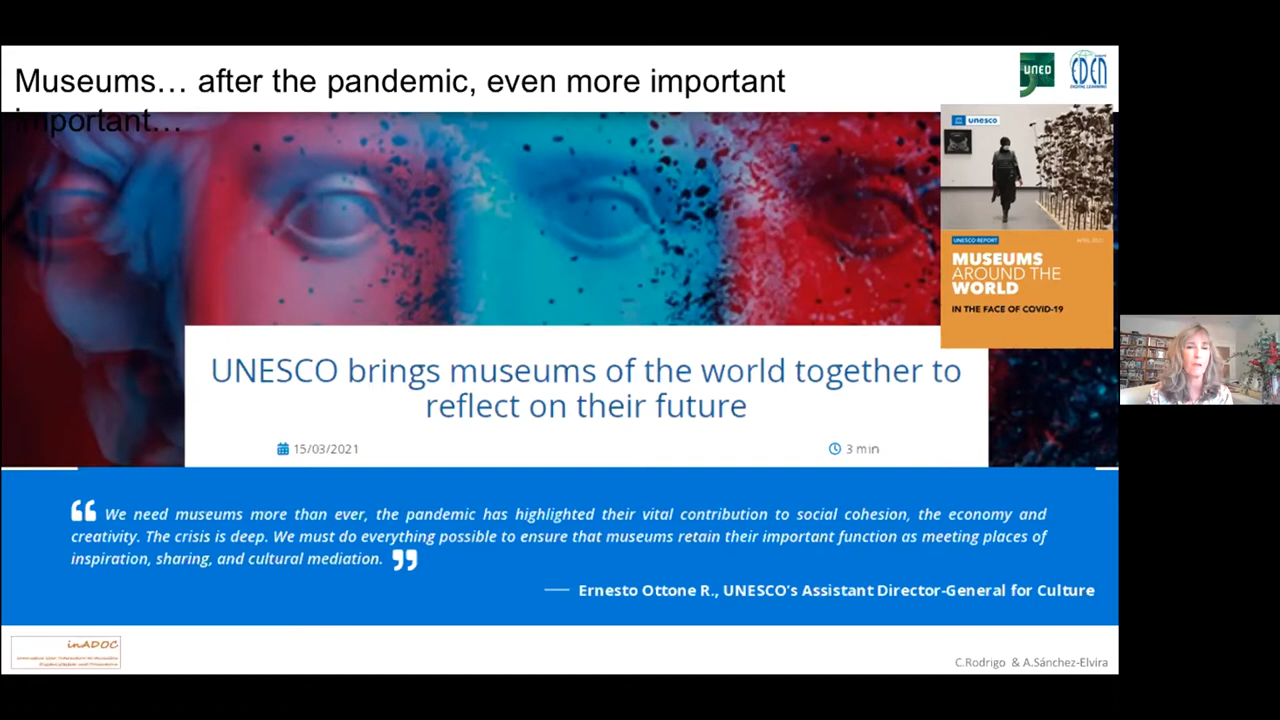 Museums… after the pandemic, even more important
important…
UNED
EDEN
DIGITAL LEARNING
unesco
UNESCO REPORT
APRIL 2021
MUSEUMS
AROUND THE
WORLD
IN THE FACE OF COVID-19
UNESCO brings museums of the world together to
reflect on their future
15/03/2021
3 min
“ We need museums more than ever, the pandemic has highlighted their vital contribution to social cohesion, the economy and
creativity. The crisis is deep. We must do everything possible to ensure that museums retain their important function as meeting places of
inspiration, sharing, and cultural mediation. ”
Ernesto Ottone R., UNESCO's Assistant Director-General for Culture
inADOC
C.Rodrigo & A.Sánchez-Elvira